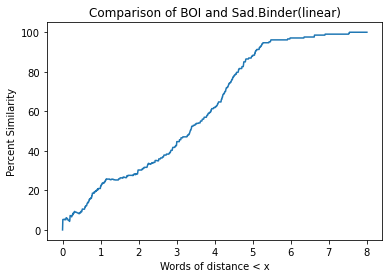 Comparison of BOI and Sad.Binder(linear)
100
80
60
40
20
0
Percent Similarity
0 1 2 3 4 5 6 7 8
Words of distance < x